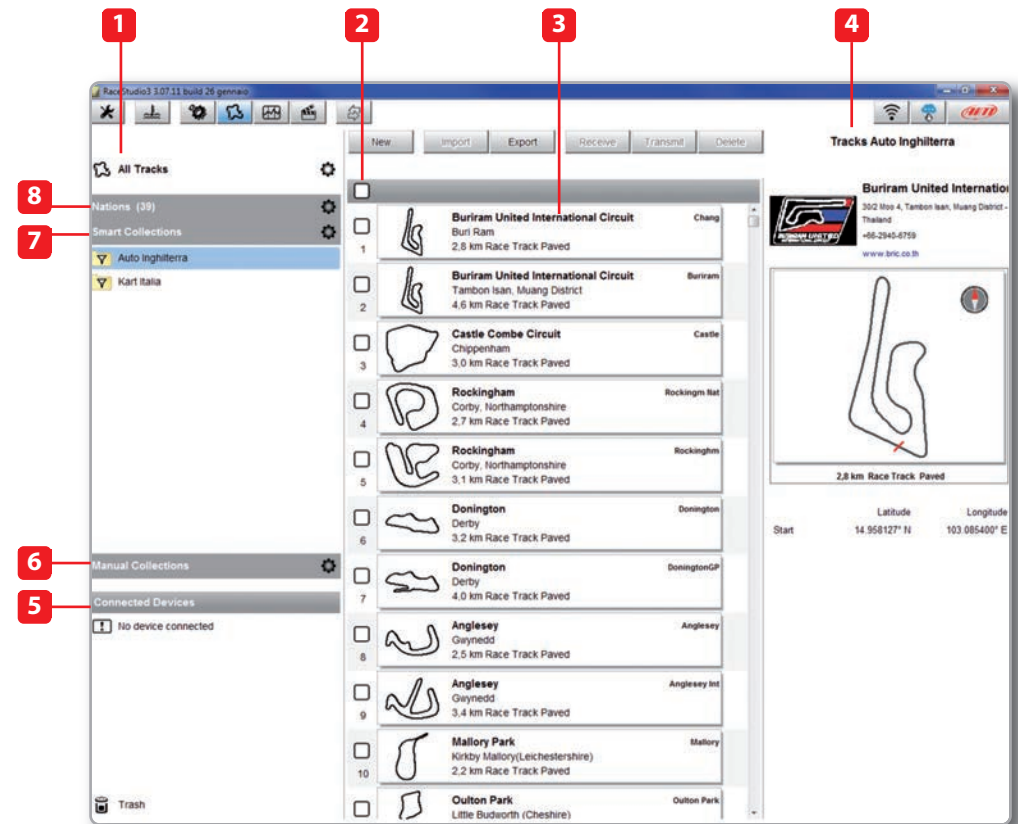 1
2
3
4
RaceStudio3 3.07.11 build 26 gennaio
AiM
New
Import
Export
Receive
Transmit
Delete
Tracks Auto Inghilterra
All Tracks
8
Nations (39)
7
Smart Collections
Auto Inghilterra
Kart Italia
6
Manual Collections
5
Connected Devices
No device connected
Trash
Buriram United International Circuit
Chang
Buri Ram
2,8 km Race Track Paved
1
Buriram United International Circuit
Buriram
Tambon Isan, Muang District
4,6 km Race Track Paved
2
Castle Combe Circuit
Castle
Chippenham
3,0 km Race Track Paved
3
Rockingham
Rockingm Nat
Corby, Northamptonshire
2,7 km Race Track Paved
4
Rockingham
Rockinghm
Corby, Northamptonshire
3,1 km Race Track Paved
5
Donington
Donington
Derby
3,2 km Race Track Paved
6
Donington
DoningtonGP
Derby
4,0 km Race Track Paved
7
Anglesey
Anglesey
Gwynedd
2,5 km Race Track Paved
8
Anglesey
Anglesey Int
Gwynedd
3,4 km Race Track Paved
9
Mallory Park
Mallory
Kirkby Mallory(Leichestershire)
2,2 km Race Track Paved
10
Oulton Park
Oulton Park
Little Budworth (Cheshire)
Buriram United Internation
30/2 Moo 4, Tambon Isan, Muang District -
Thailand
+66-2940-6759
www.bric.co.th
BURIRAM UNITED
INTERNATIONAL CIRCUIT
2,8 km Race Track Paved
Latitude
Longitude
Start
14.958127° N
103.085400° E